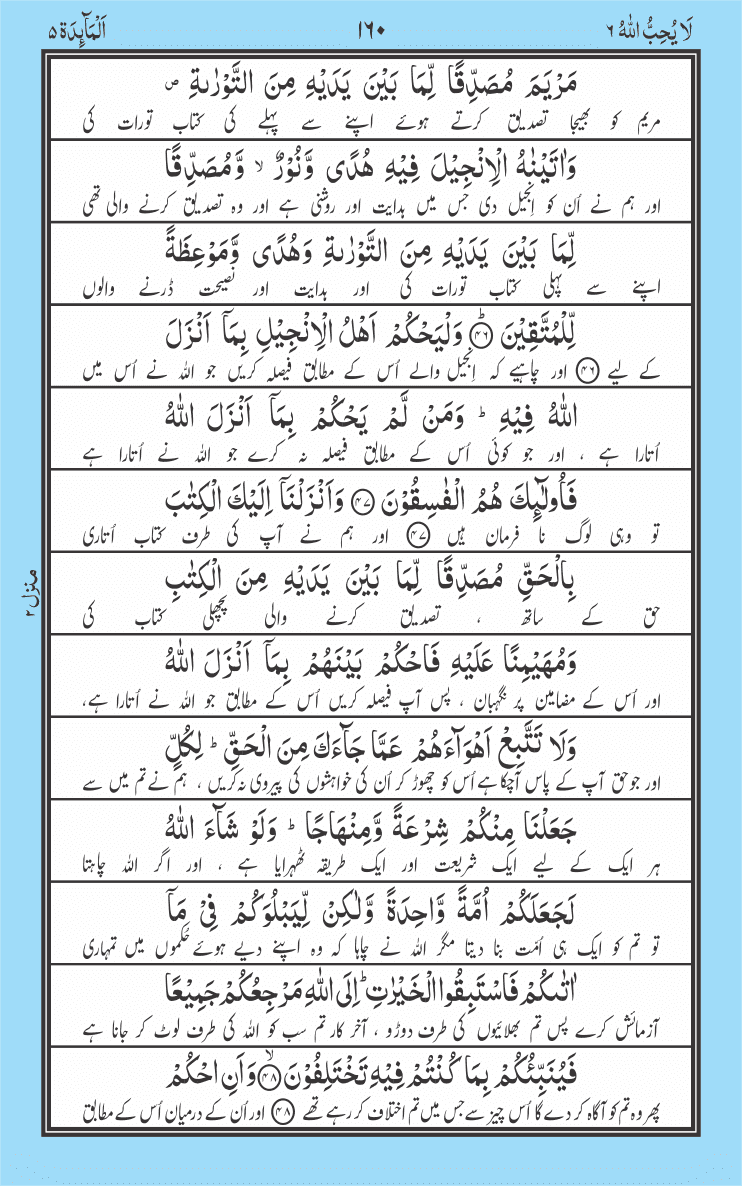 لَا يُحِبُّ اللّٰهُ ٦
١٦٠
اَلْمَآئِدَة ٥
مَرْيَمَ مُصَدِّقًا لِّمَا بَيْنَ يَدَيْهِ مِنَ التَّوْرٰىةِ ۪
مریم کو بھیجا تصدیق کرتے ہوئے اپنے سے پہلے کی کتاب تورات کی
وَاٰتَيْنٰهُ الْاِنْجِيْلَ فِيْهِ هُدًى وَّنُوْرٌ ۙ وَّمُصَدِّقًا
اور ہم نے اُن کو اِنجیل دی جس میں ہدایت اور روشنی ہے اور وہ تصدیق کرنے والی تھی
لِّمَا بَيْنَ يَدَيْهِ مِنَ التَّوْرٰىةِ وَهُدًى وَّمَوْعِظَةً
اپنے سے پہلی کتاب تورات کی اور ہدایت اور نصیحت ڈرنے والوں
لِّلْمُتَّقِيْنَ ؕ﴿٤٦﴾ وَلْيَحْكُمْ اَهْلُ الْاِنْجِيْلِ بِمَآ اَنْزَلَ
کے لیے ﴿۴۶﴾ اور چاہیے کہ اِنجیل والے اُس کے مطابق فیصلہ کریں جو اللہ نے اُس میں
اللّٰهُ فِيْهِ ؕ وَمَنْ لَّمْ يَحْكُمْ بِمَآ اَنْزَلَ اللّٰهُ
اُتارا ہے ، اور جو کوئی اُس کے مطابق فیصلہ نہ کرے جو اللہ نے اُتارا ہے
فَاُولٰٓئِكَ هُمُ الْفٰسِقُوْنَ ﴿٤٧﴾ وَاَنْزَلْنَآ اِلَيْكَ الْكِتٰبَ
تو وہی لوگ نا فرمان ہیں ﴿۴۷﴾ اور ہم نے آپ کی طرف کتاب اُتاری
بِالْحَقِّ مُصَدِّقًا لِّمَا بَيْنَ يَدَيْهِ مِنَ الْكِتٰبِ
حق کے ساتھ ، تصدیق کرنے والی پچھلی کتاب کی
وَمُهَيْمِنًا عَلَيْهِ فَاحْكُمْ بَيْنَهُمْ بِمَآ اَنْزَلَ اللّٰهُ
اور اُس کے مضامین پر نگہبان ، پس آپ فیصلہ کریں اُس کے مطابق جو اللہ نے اُتارا ہے،
وَلَا تَتَّبِعْ اَهْوَآءَهُمْ عَمَّا جَآءَكَ مِنَ الْحَقِّ ؕ لِكُلٍّ
اور جو حق آپ کے پاس آچکا ہے اُس کو چھوڑ کر اُن کی خواہشوں کی پیروی نہ کریں ، ہم نے تم میں سے
جَعَلْنَا مِنْكُمْ شِرْعَةً وَّمِنْهَاجًا ؕ وَلَوْ شَآءَ اللّٰهُ
ہر ایک کے لیے ایک شریعت اور ایک طریقہ ٹھہرایا ہے ، اور اگر اللہ چاہتا
لَجَعَلَكُمْ اُمَّةً وَّاحِدَةً وَّلٰكِنْ لِّيَبْلُوَكُمْ فِيْ مَآ
تو تم کو ایک ہی اُمّت بنا دیتا مگر اللہ نے چاہا کہ وہ اپنے دیے ہوئے حُکموں میں تمہاری
اٰتٰىكُمْ فَاسْتَبِقُوا الْخَيْرٰتِ ؕ اِلَى اللّٰهِ مَرْجِعُكُمْ جَمِيْعًا
آزمائش کرے پس تم بھلائیوں کی طرف دوڑو ، آخر کار تم سب کو اللہ کی طرف لوٹ کر جانا ہے
فَيُنَبِّئُكُمْ بِمَا كُنْتُمْ فِيْهِ تَخْتَلِفُوْنَ ۙ﴿٤٨﴾ وَاَنِ احْكُمْ
پھر وہ تم کو آگاہ کر دے گا اُس چیز سے جس میں تم اختلاف کر رہے تھے ﴿۴۸﴾ اور اُن کے درمیان اُس کے مطابق
منزل ٢